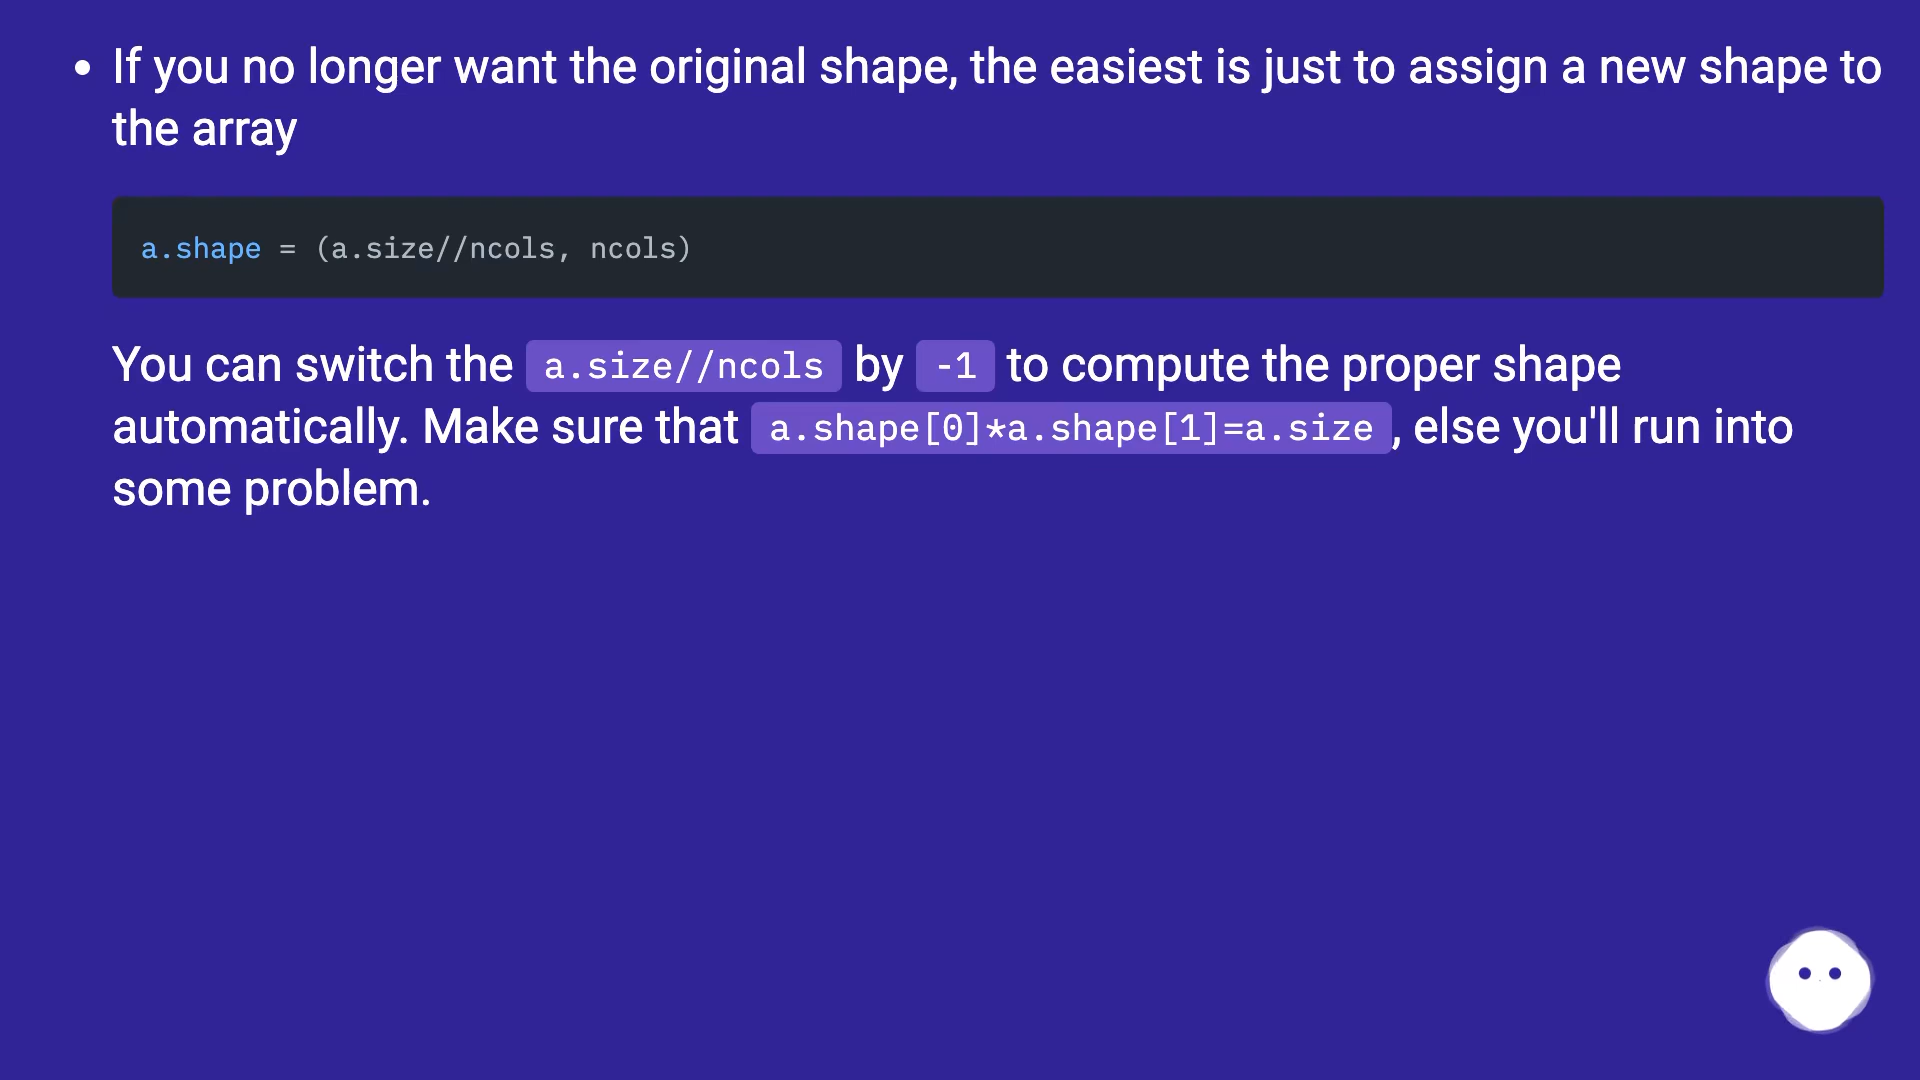 • If you no longer want the original shape, the easiest is just to assign a new shape to
the array
a.shape = (a.size//ncols, ncols)
You can switch the a.size//ncols by -1 to compute the proper shape
automatically. Make sure that a.shape[0]*a.shape[1]=a.size, else you'll run into
some problem.